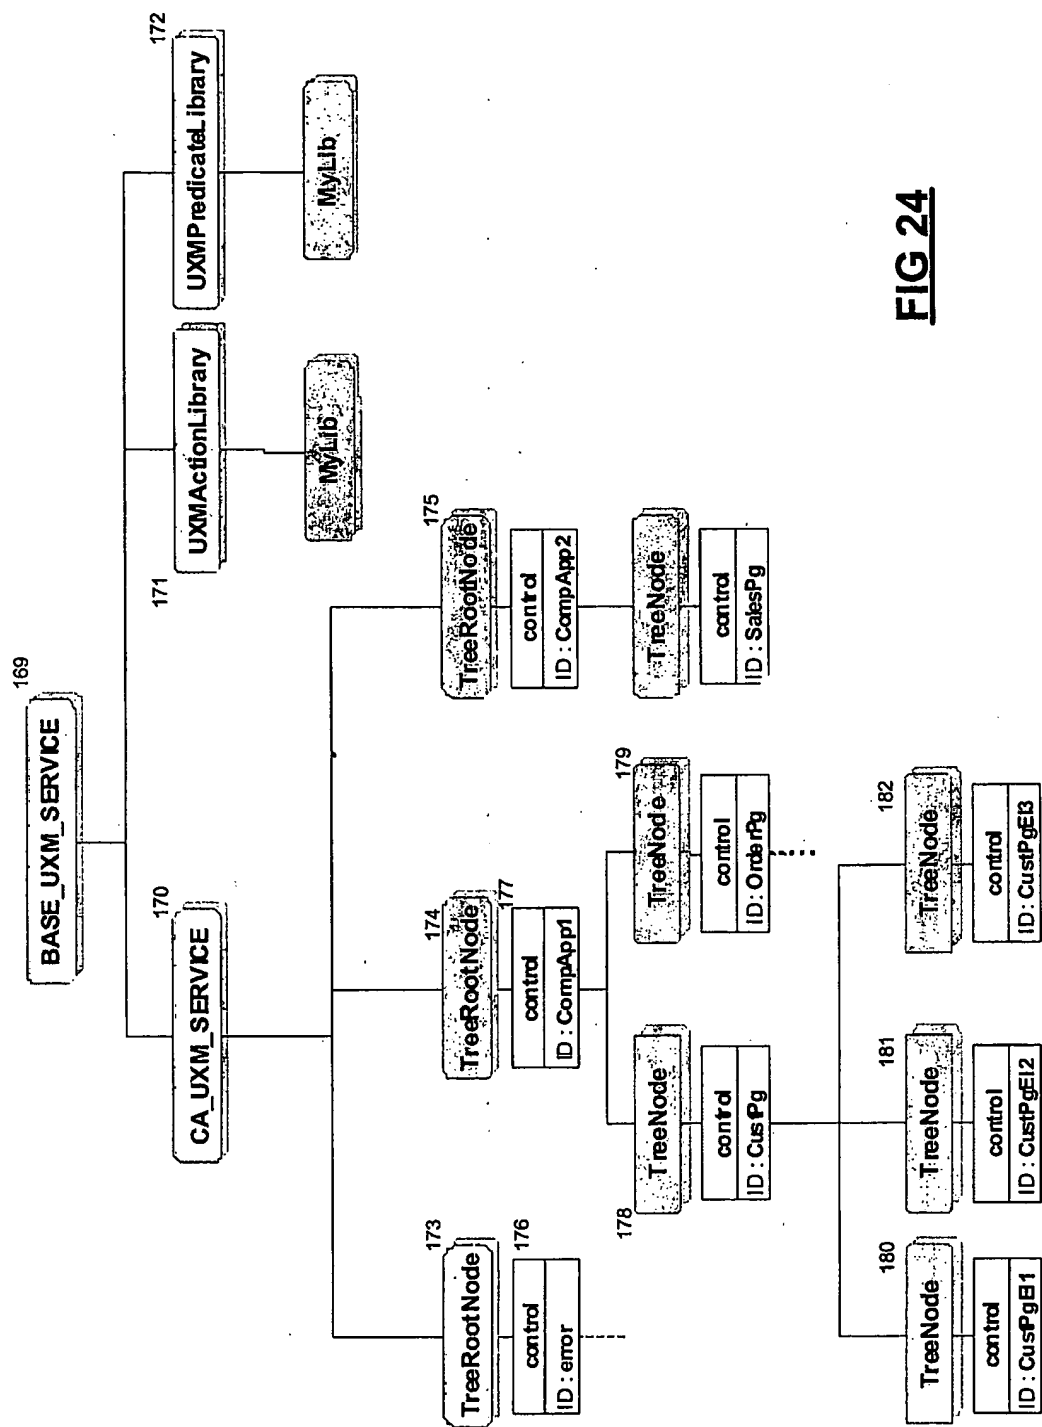 BASE_UXM_SERVICE
169
CA_UXM_SERVICE
170
171
UXMActionLibrary
172
UXMPredicateLibrary
MyLib
MyLib
173
TreeRootNode
176
control
ID : error
174
TreeRootNode
177
control
ID : CompApp1
175
TreeRootNode
control
ID : CompApp2
178
TreeNode
control
ID : CustPg
179
TreeNode
control
ID : OrderPg
TreeNode
control
ID : SalesPg
180
TreeNode
control
ID : CustPgEl1
181
TreeNode
control
ID : CustPgEl2
182
TreeNode
control
ID : CustPgEl3
FIG 24